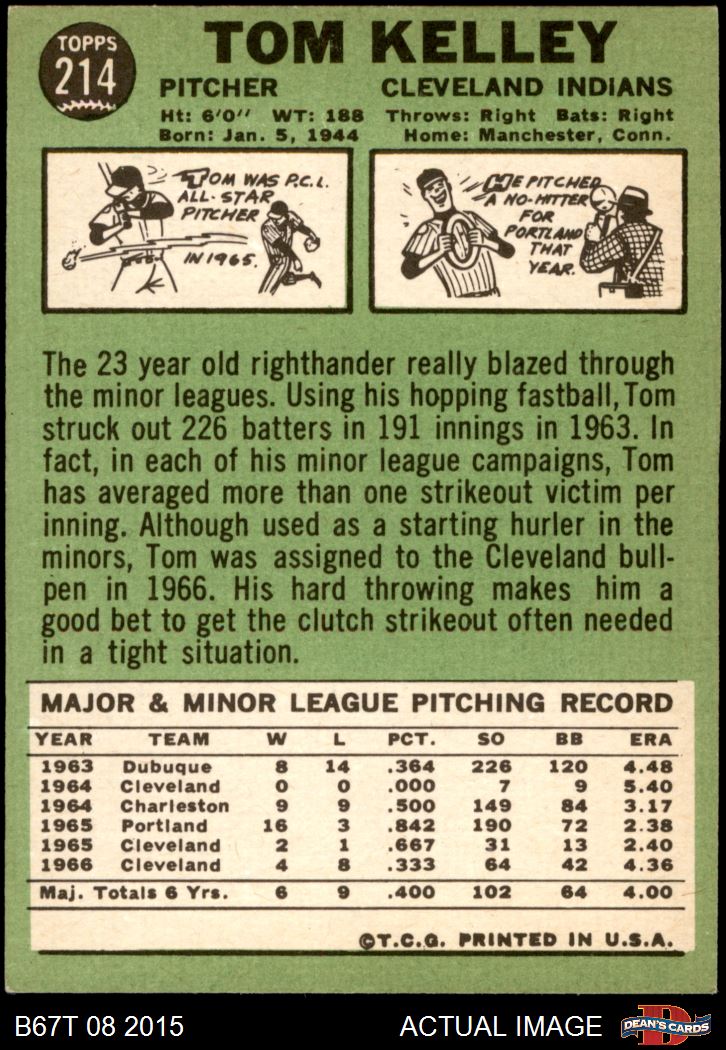 TOPPS
214
TOM KELLEY
PITCHER CLEVELAND INDIANS
Ht: 6'0'' WT: 188 Throws: Right Bats: Right
Born: Jan. 5, 1944 Home: Manchester, Conn.
TOM WAS P.C.L.
ALL-STAR
PITCHER
IN 1965.
HE PITCHED
A NO-HITTER
FOR
PORTLAND
THAT
YEAR.
The 23 year old righthander really blazed through
the minor leagues. Using his hopping fastball, Tom
struck out 226 batters in 191 innings in 1963. In
fact, in each of his minor league campaigns, Tom
has averaged more than one strikeout victim per
inning. Although used as a starting hurler in the
minors, Tom was assigned to the Cleveland bull-
pen in 1966. His hard throwing makes him a
good bet to get the clutch strikeout often needed
in a tight situation.
MAJOR & MINOR LEAGUE PITCHING RECORD
YEAR TEAM W L PCT. SO BB ERA
1963 Dubuque 8 14 .364 226 120 4.48
1964 Cleveland 0 0 .000 7 9 5.40
1964 Charleston 9 9 .500 149 84 3.17
1965 Portland 16 3 .842 190 72 2.38
1965 Cleveland 2 1 .667 31 13 2.40
1966 Cleveland 4 8 .333 64 42 4.36
Maj. Totals 6 Yrs. 6 9 .400 102 64 4.00
©T.C.G. PRINTED IN U.S.A.
B67T 08 2015 ACTUAL IMAGE
D
DEAN'S CARDS